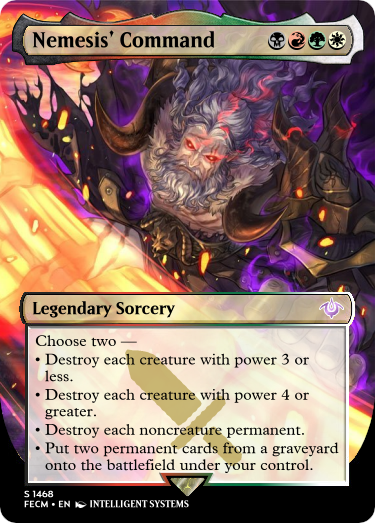 Nemesis' Command
Legendary Sorcery
Choose two —
• Destroy each creature with power 3 or
less.
• Destroy each creature with power 4 or
greater.
• Destroy each noncreature permanent.
• Put two permanent cards from a graveyard
onto the battlefield under your control.
S 1468
FECM • EN INTELLIGENT SYSTEMS